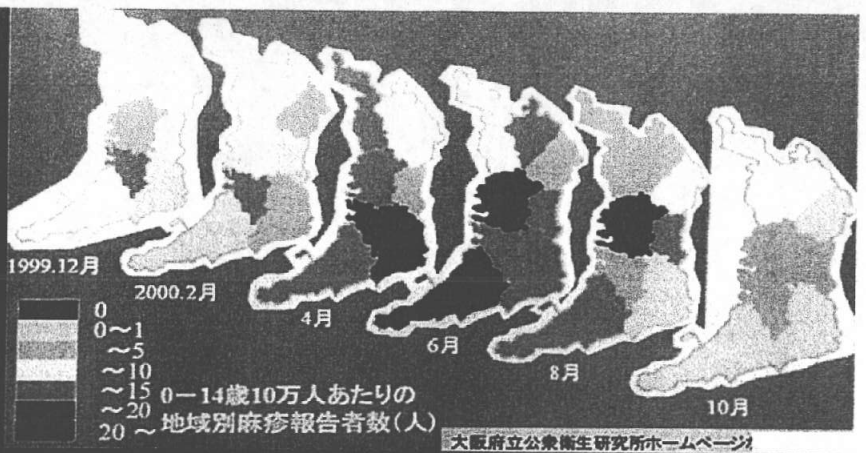 1999.12月
2000.2月
4月
6月
8月
10月
0
0～1
～5
～10
～15
～20
20～
0－14歳10万人あたりの
地域別麻疹報告者数(人)
大阪府立公衆衛生研究所ホームページ